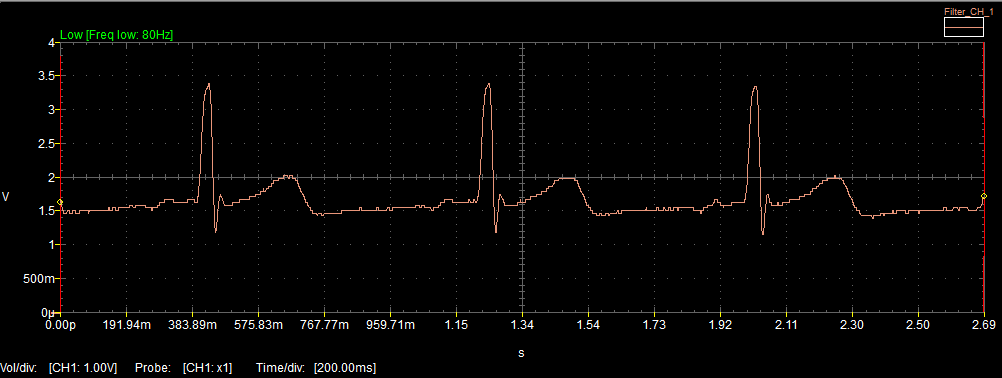 Filter_CH_1
Low [Freq low: 80Hz]
4
3.5
3
2.5
2
V
1.5
1
500m
0µ
0.00p 191.94m 383.89m 575.83m 767.77m 959.71m 1.15 1.34 1.54 1.73 1.92 2.11 2.30 2.50 2.69
s
Vol/div: [CH1: 1.00V] Probe: [CH1: x1] Time/div: [200.00ms]